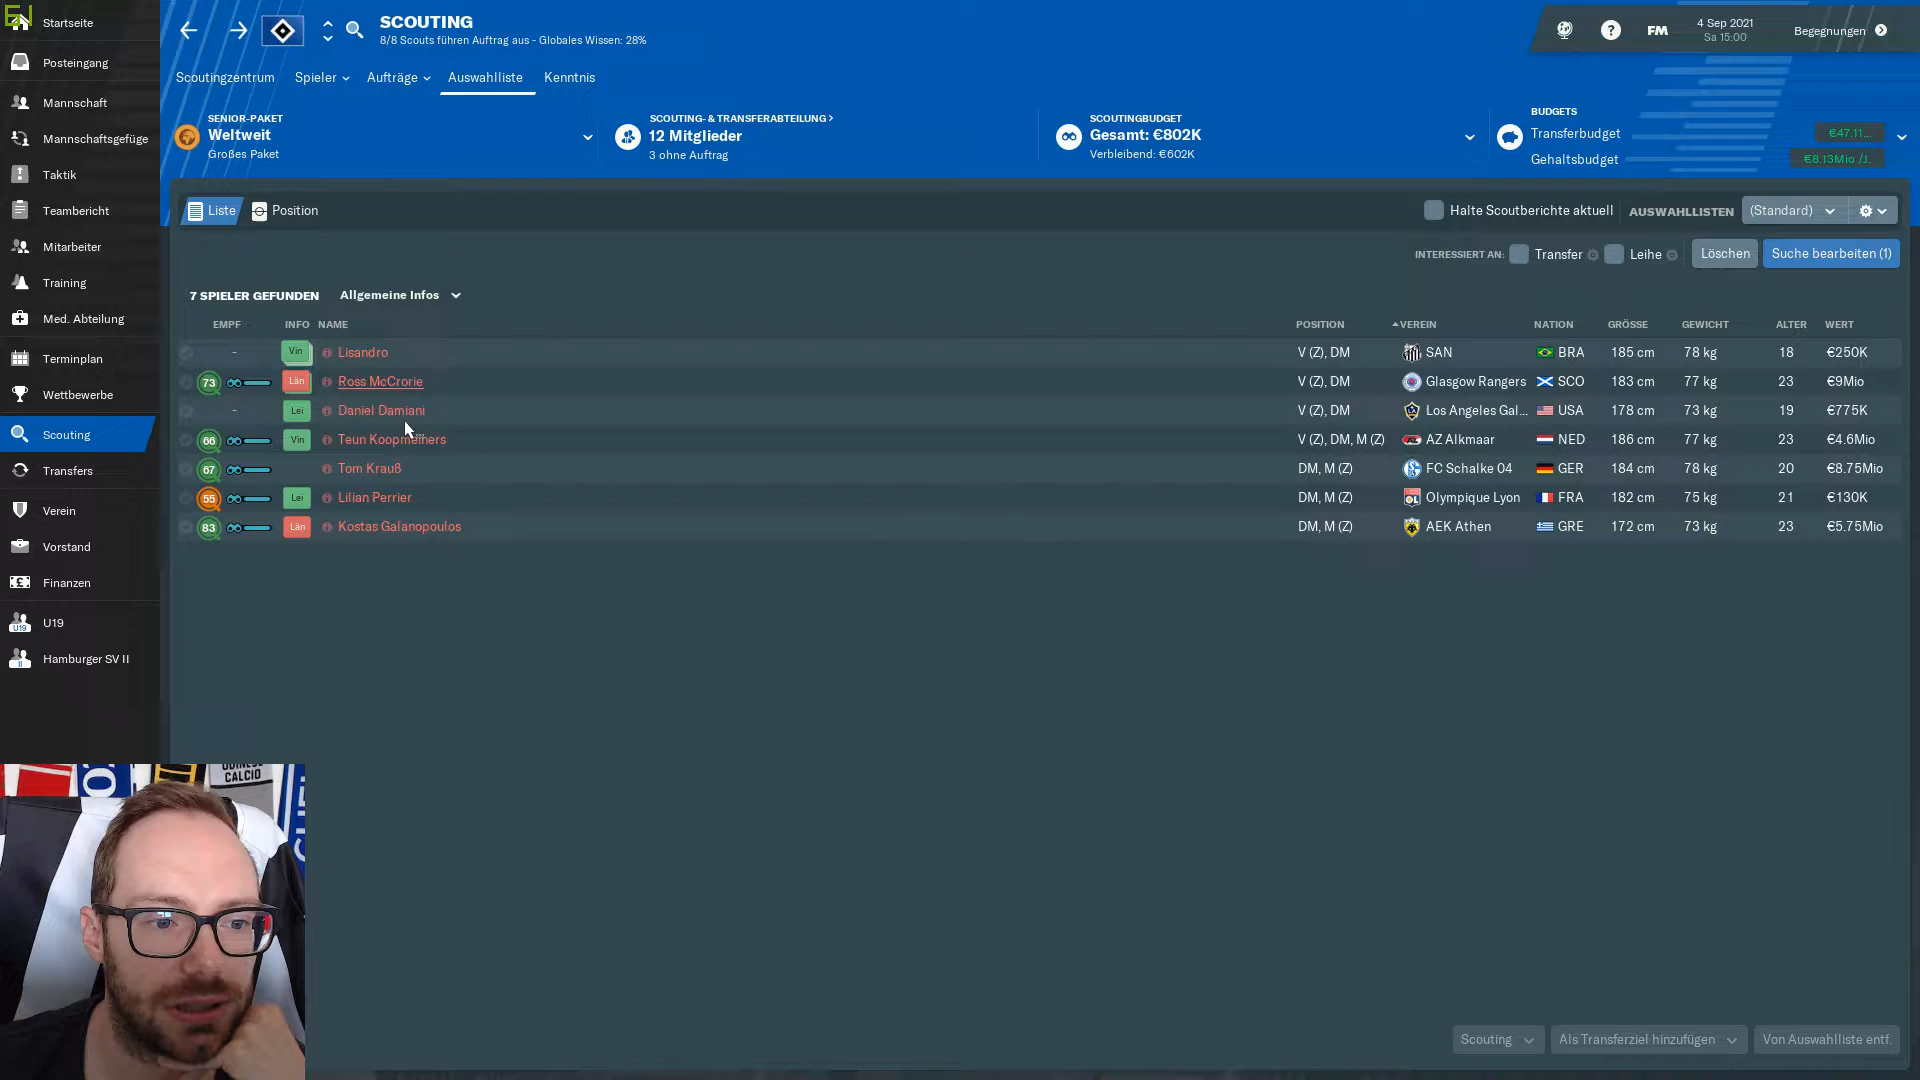 EJ
Startseite
Posteingang
Mannschaft
Mannschaftsgefüge
Taktik
Teambericht
Mitarbeiter
Training
Med. Abteilung
Terminplan
Wettbewerbe
Scouting
Transfers
Verein
Vorstand
Finanzen
U19
U19
Hamburger SV II
SCOUTING
8/8 Scouts führen Auftrag aus - Globales Wissen: 28%
FM
4 Sep 2021
Sa 15:00
Begegnungen
Scoutingzentrum Spieler Aufträge Auswahlliste Kenntnis
SENIOR-PAKET
Weltweit
Großes Paket
SCOUTING- & TRANSFERABTEILUNG >
12 Mitglieder
3 ohne Auftrag
SCOUTINGBUDGET
Gesamt: €802K
Verbleibend: €602K
BUDGETS
Transferbudget €47.11...
Gehaltsbudget €8.13Mio /J.
Liste Position
Halte Scoutberichte aktuell AUSWAHLLISTEN (Standard)
INTERESSIERT AN: Transfer Leihe Löschen Suche bearbeiten (1)
7 SPIELER GEFUNDEN Allgemeine Infos
EMPF INFO NAME POSITION VEREIN NATION GRÖSSE GEWICHT ALTER WERT
- Vin Lisandro V (Z), DM SAN BRA 185 cm 78 kg 18 €250K
73 Län Ross McCrorie V (Z), DM Glasgow Rangers SCO 183 cm 77 kg 23 €9Mio
- Lei Daniel Damiani V (Z), DM Los Angeles Gal... USA 178 cm 73 kg 19 €775K
66 Vin Teun Koopmeiners V (Z), DM, M (Z) AZ Alkmaar NED 186 cm 77 kg 23 €4.6Mio
67 Tom Krauß DM, M (Z) FC Schalke 04 GER 184 cm 78 kg 20 €8.75Mio
55 Lei Lilian Perrier DM, M (Z) Olympique Lyon FRA 182 cm 75 kg 21 €130K
83 Län Kostas Galanopoulos DM, M (Z) AEK Athen GRE 172 cm 73 kg 23 €5.75Mio
CALCIO
Scouting Als Transferziel hinzufügen Von Auswahlliste entf.